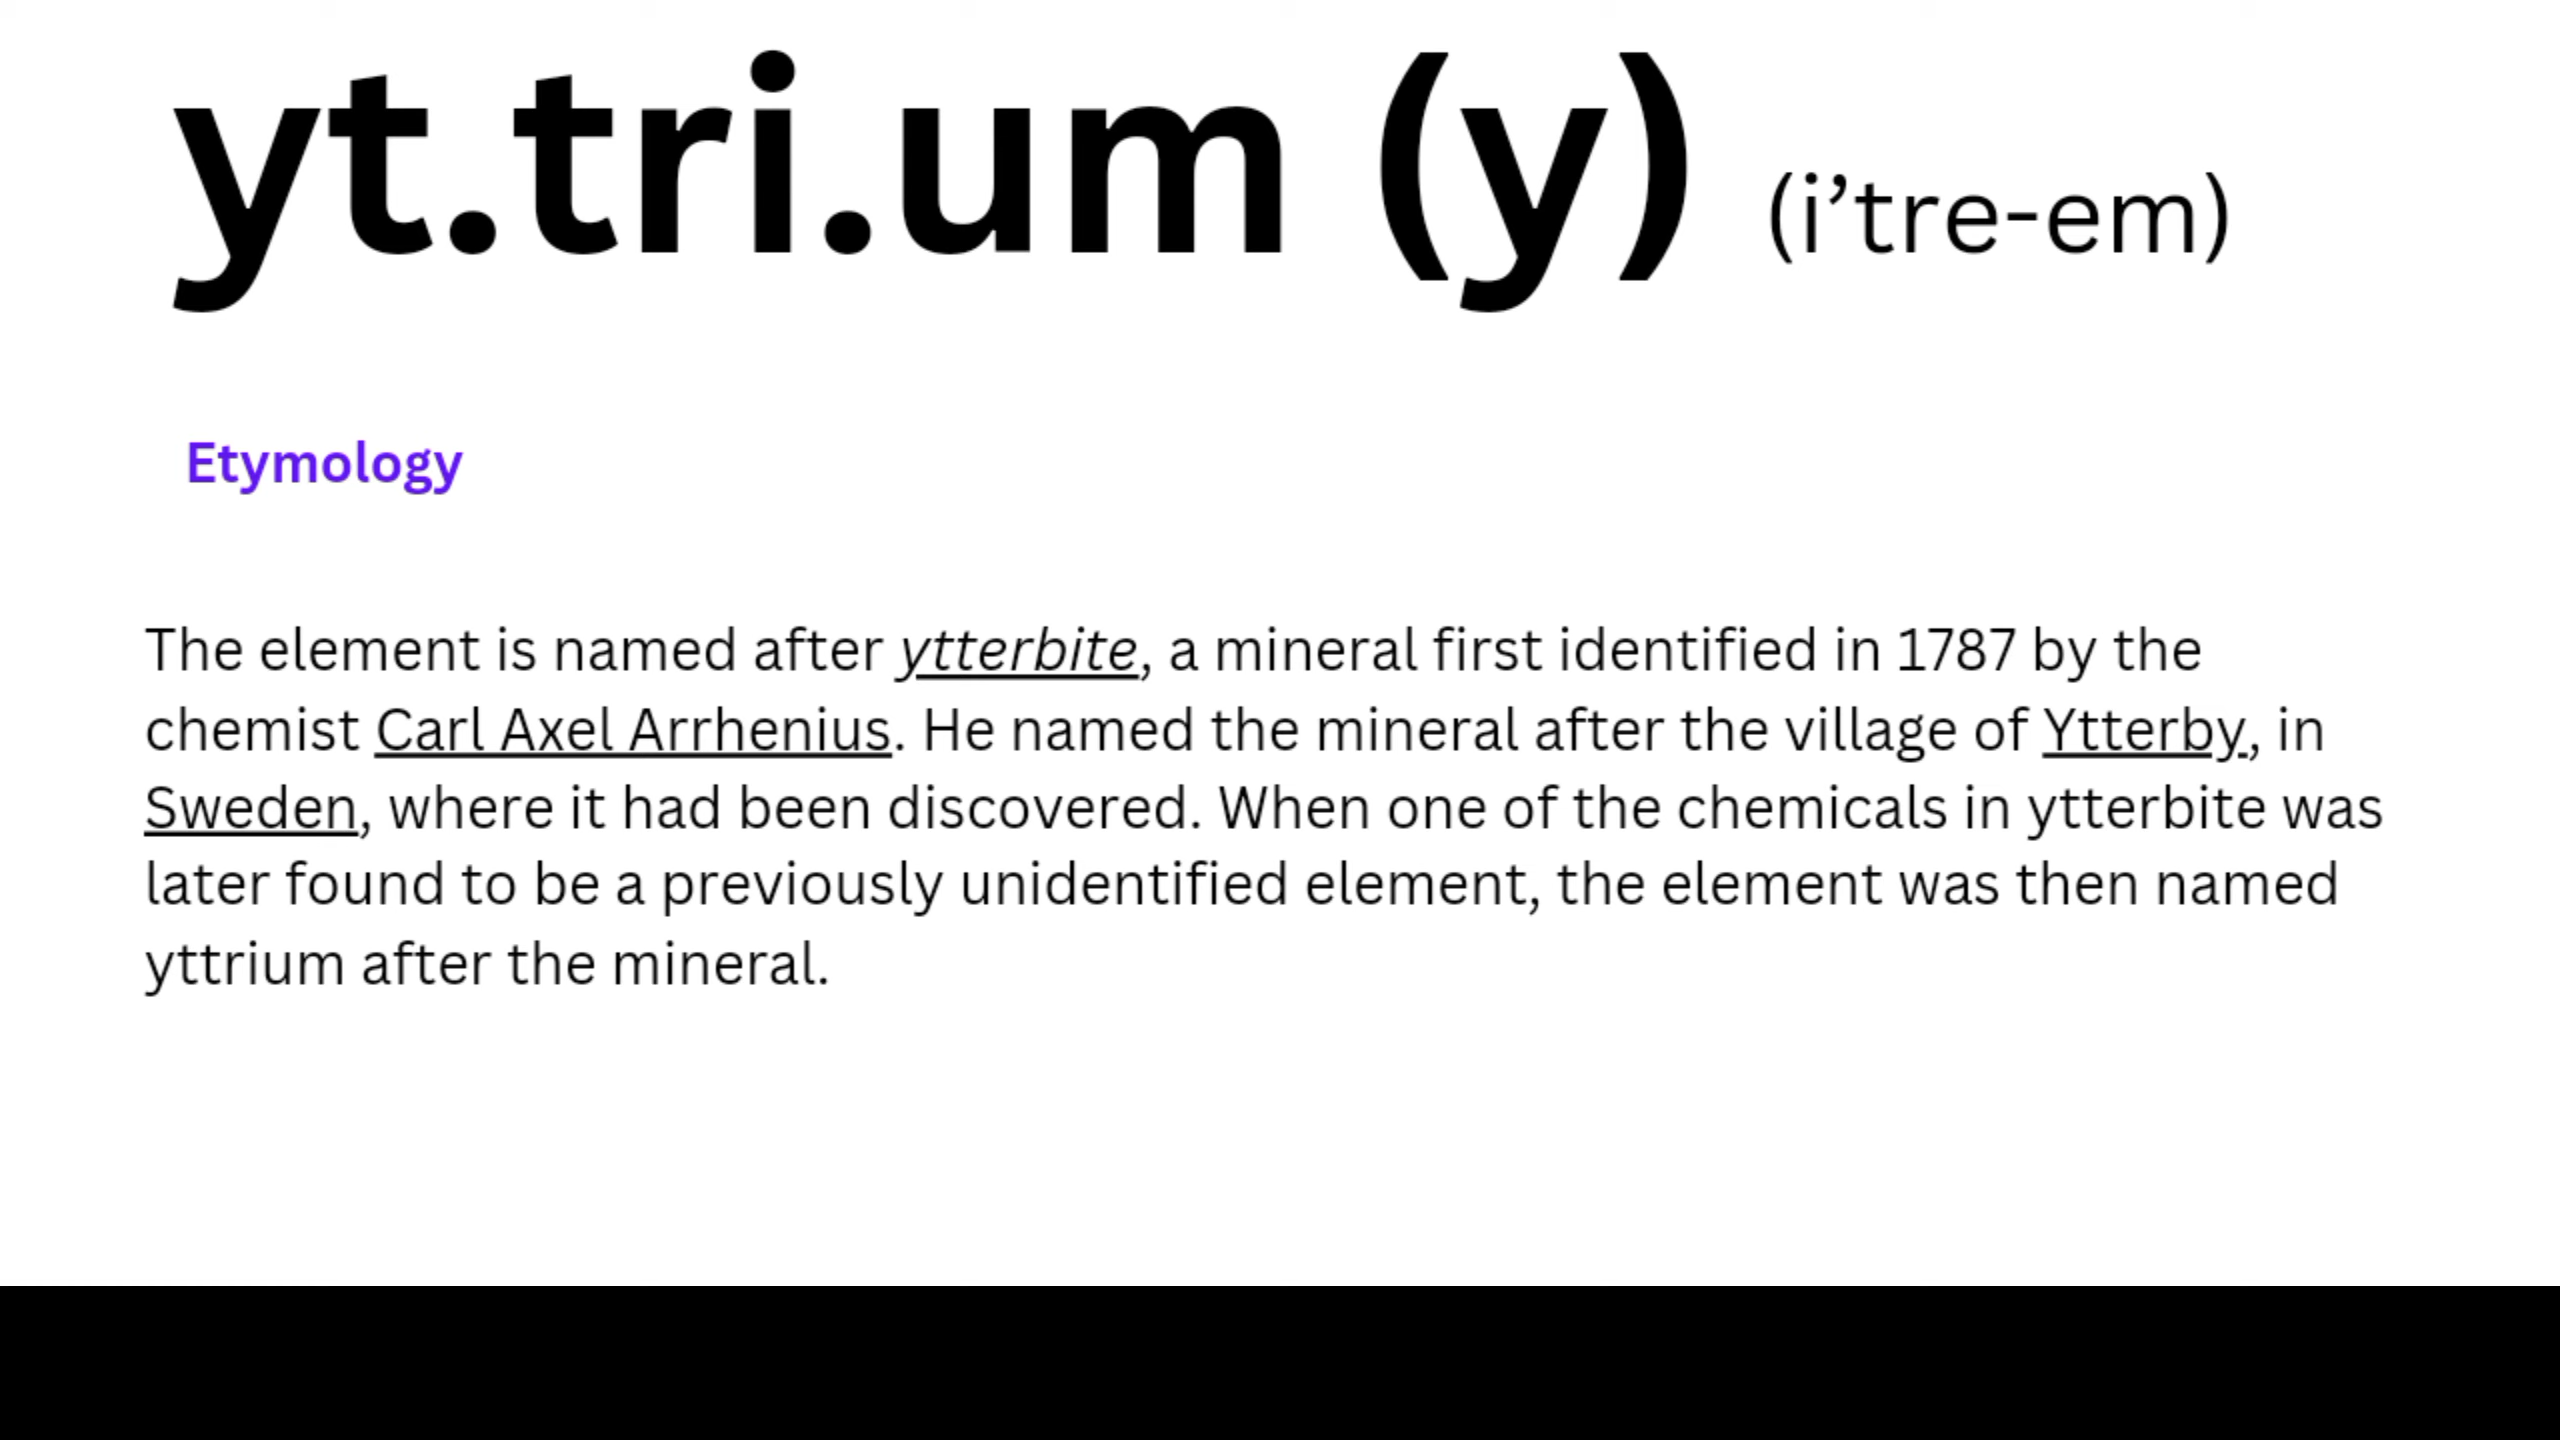 yt.tri.um (y) (i’tre-em)
Etymology
The element is named after ytterbite, a mineral first identified in 1787 by the
chemist Carl Axel Arrhenius. He named the mineral after the village of Ytterby, in
Sweden, where it had been discovered. When one of the chemicals in ytterbite was
later found to be a previously unidentified element, the element was then named
yttrium after the mineral.